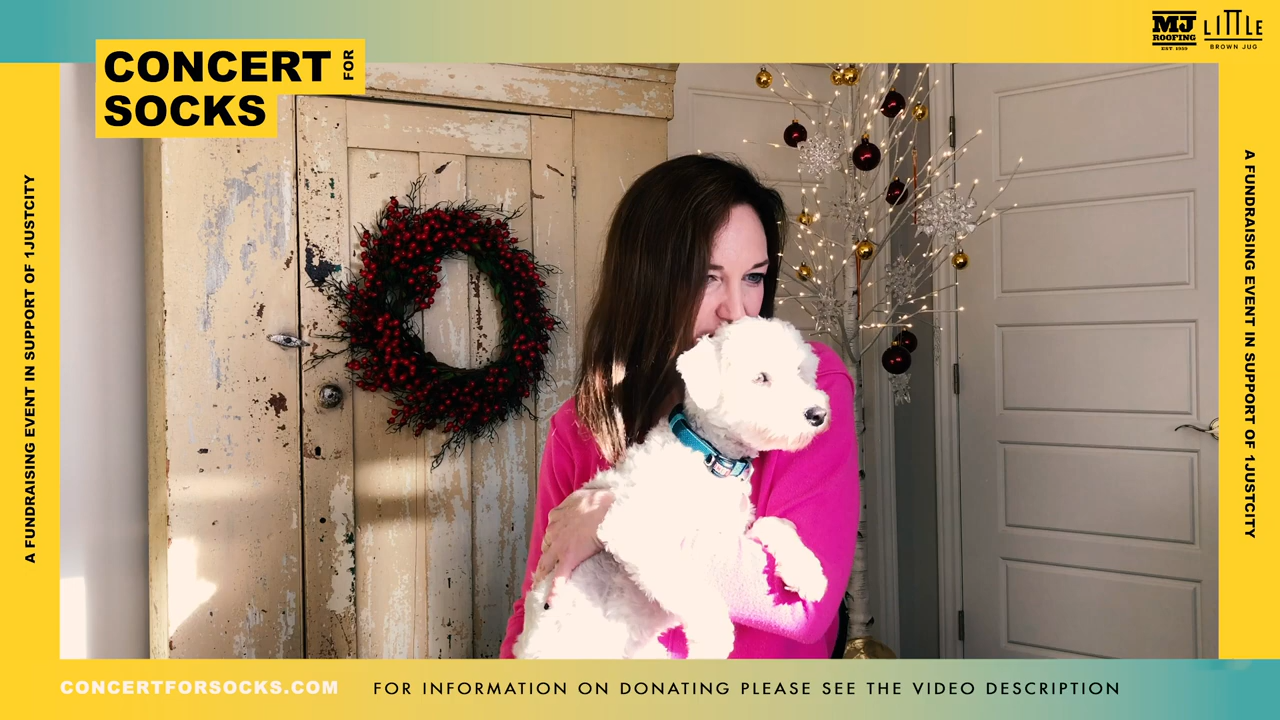 MJ
ROOFING
EST. 1959
LITTLE
BROWN JUG
CONCERT FOR
SOCKS
A FUNDRAISING EVENT IN SUPPORT OF 1JUSTCITY
A FUNDRAISING EVENT IN SUPPORT OF 1JUSTCITY
CONCERTFORSOCKS.COM
FOR INFORMATION ON DONATING PLEASE SEE THE VIDEO DESCRIPTION